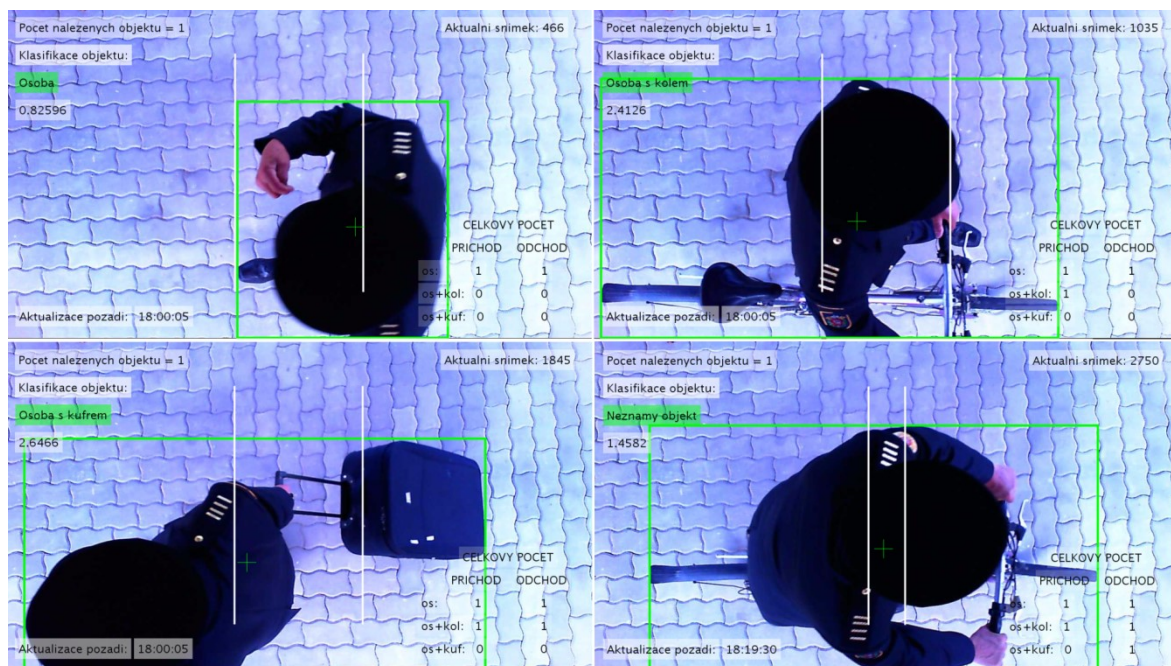 Pocet nalezenych objektu = 1
Aktualni snimek: 466
Klasifikace objektu:
Osoba
0.82596
CELKOVY POCET
PRICHOD ODCHOD
os: 1 1
os+kol: 0 0
os+kuf: 0 0
Aktualizace pozadi: 18:00:05
Pocet nalezenych objektu = 1
Aktualni snimek: 1035
Klasifikace objektu:
Osoba s kolem
2.4126
CELKOVY POCET
PRICHOD ODCHOD
os: 1 1
os+kol: 1 0
os+kuf: 0 0
Aktualizace pozadi: 18:00:05
Pocet nalezenych objektu = 1
Aktualni snimek: 1845
Klasifikace objektu:
Osoba s kufrem
2.6466
CELKOVY POCET
PRICHOD ODCHOD
os: 1 1
os+kol: 1 1
os+kuf: 0 0
Aktualizace pozadi: 18:00:05
Pocet nalezenych objektu = 1
Aktualni snimek: 2750
Klasifikace objektu:
Neznamy objekt
1.4582
CELKOVY POCET
PRICHOD ODCHOD
os: 1 1
os+kol: 1 1
os+kuf: 0 1
Aktualizace pozadi: 18:19:30